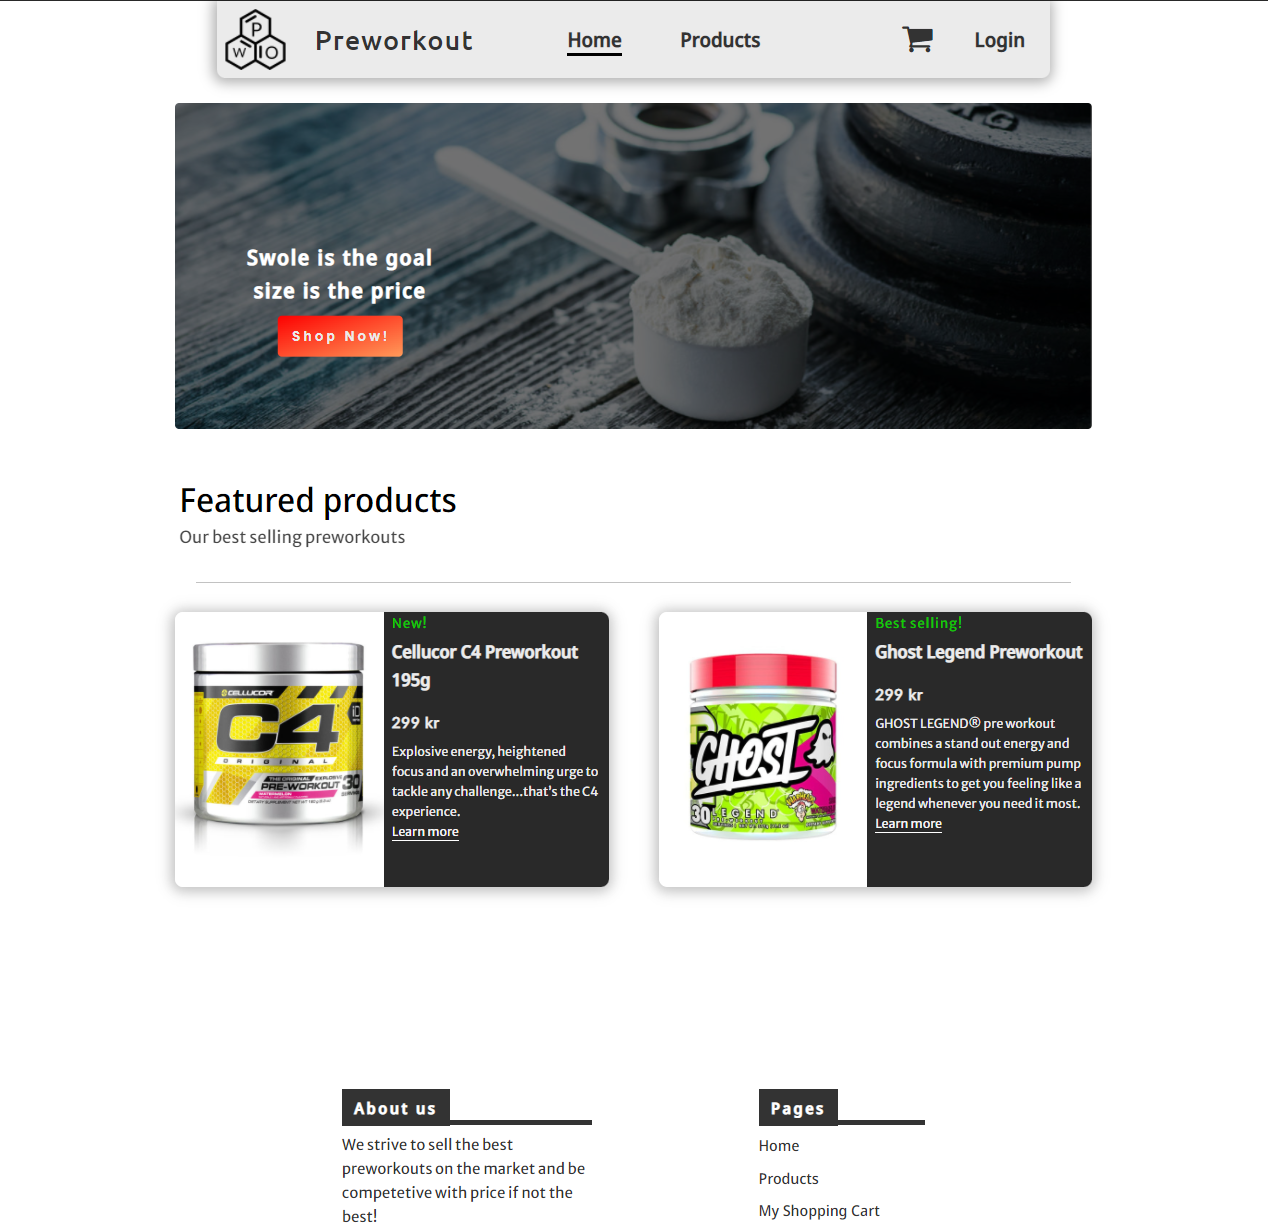 P
W O
Preworkout
Home
Products
Login
KG
Swole is the goal
size is the price
Shop Now!
Featured products
Our best selling preworkouts
New!
Cellucor C4 Preworkout
195g
299 kr
Explosive energy, heightened
focus and an overwhelming urge to
tackle any challenge...that's the C4
experience.
Learn more
CELLUCOR
C4
iD
ORIGINAL
THE ORIGINAL EXPLOSIVE
PRE-WORKOUT
30
WATERMELON
Best selling!
Ghost Legend Preworkout
299 kr
GHOST LEGEND® pre workout
combines a stand out energy and
focus formula with premium pump
ingredients to get you feeling like a
legend whenever you need it most.
Learn more
GHOST
30
LEGEND
About us
We strive to sell the best
preworkouts on the market and be
competetive with price if not the
best!
Pages
Home
Products
My Shopping Cart